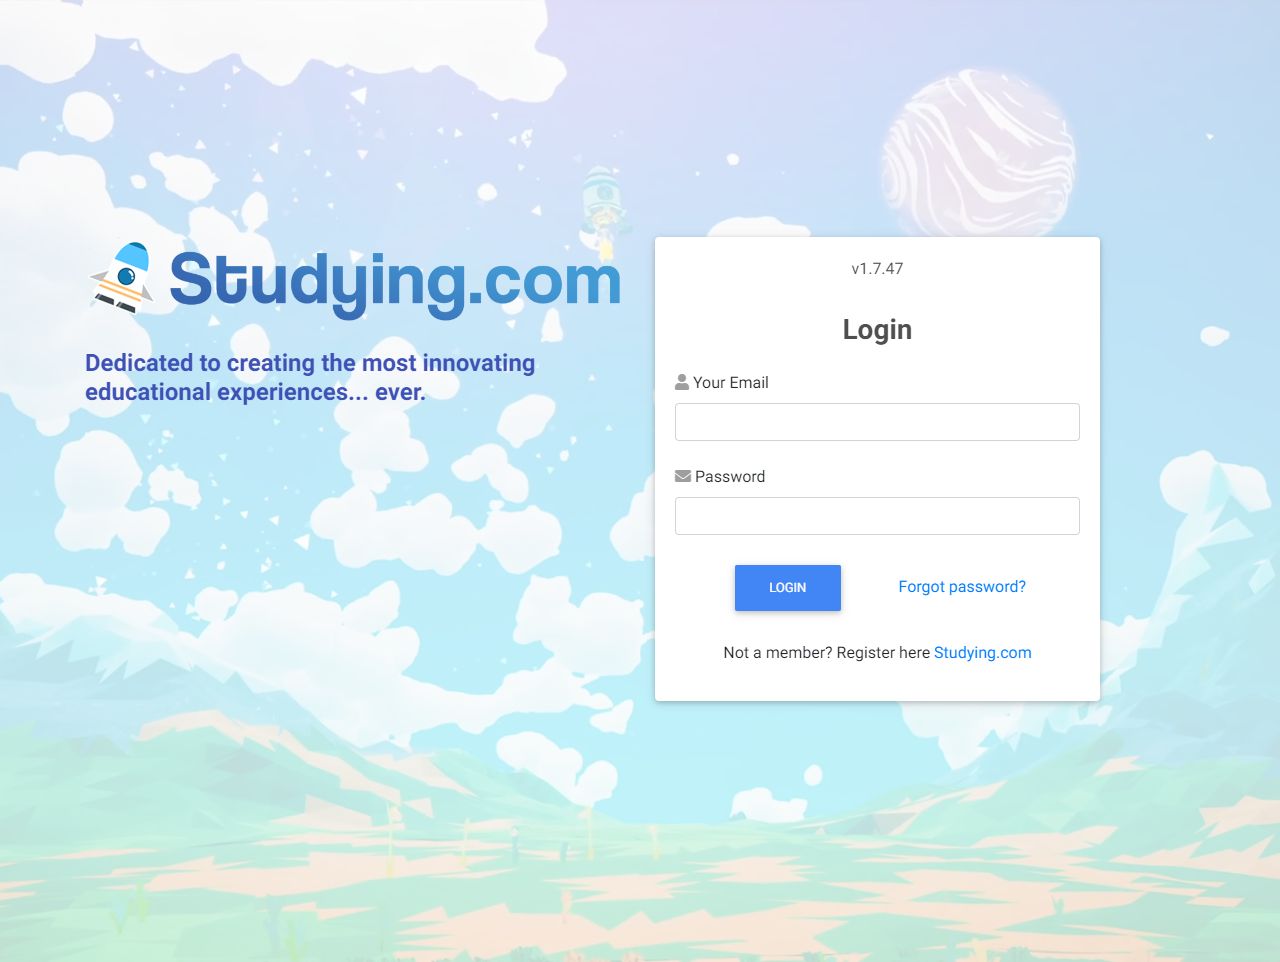 Studying.com
Dedicated to creating the most innovating
educational experiences... ever.
v1.7.47
Login
Your Email
Password
LOGIN
Forgot password?
Not a member? Register here Studying.com